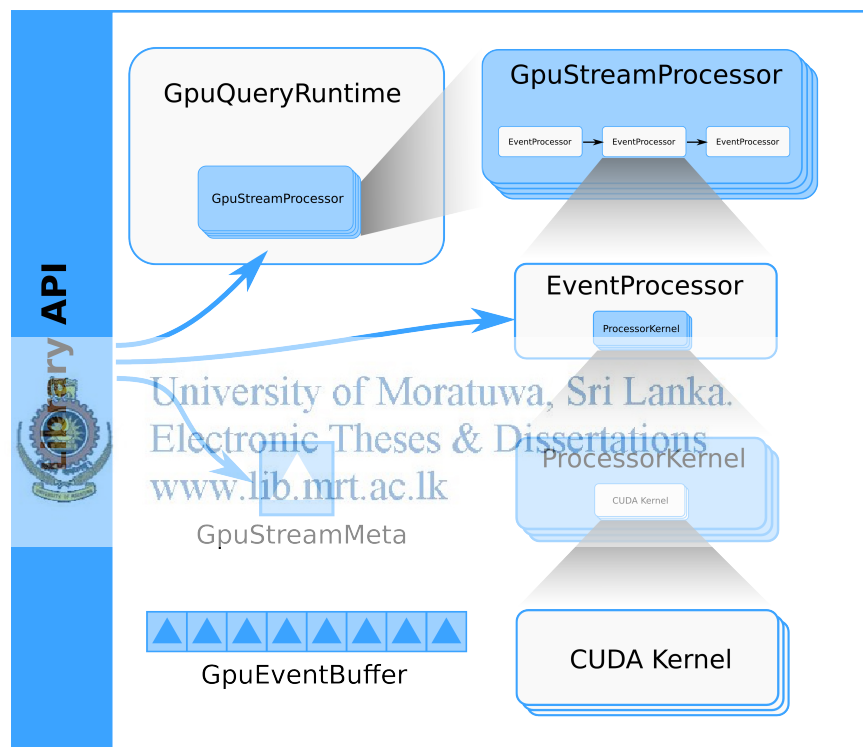 GpuQueryRuntime
GpuStreamProcessor
GpuStreamProcessor
EventProcessor
EventProcessor
EventProcessor
Library API
EventProcessor
ProcessorKernel
University of Moratuwa, Sri Lanka.
Electronic Theses & Dissertations
www.lib.mrt.ac.lk
ProcessorKernel
CUDA Kernel
GpuStreamMeta
GpuEventBuffer
CUDA Kernel